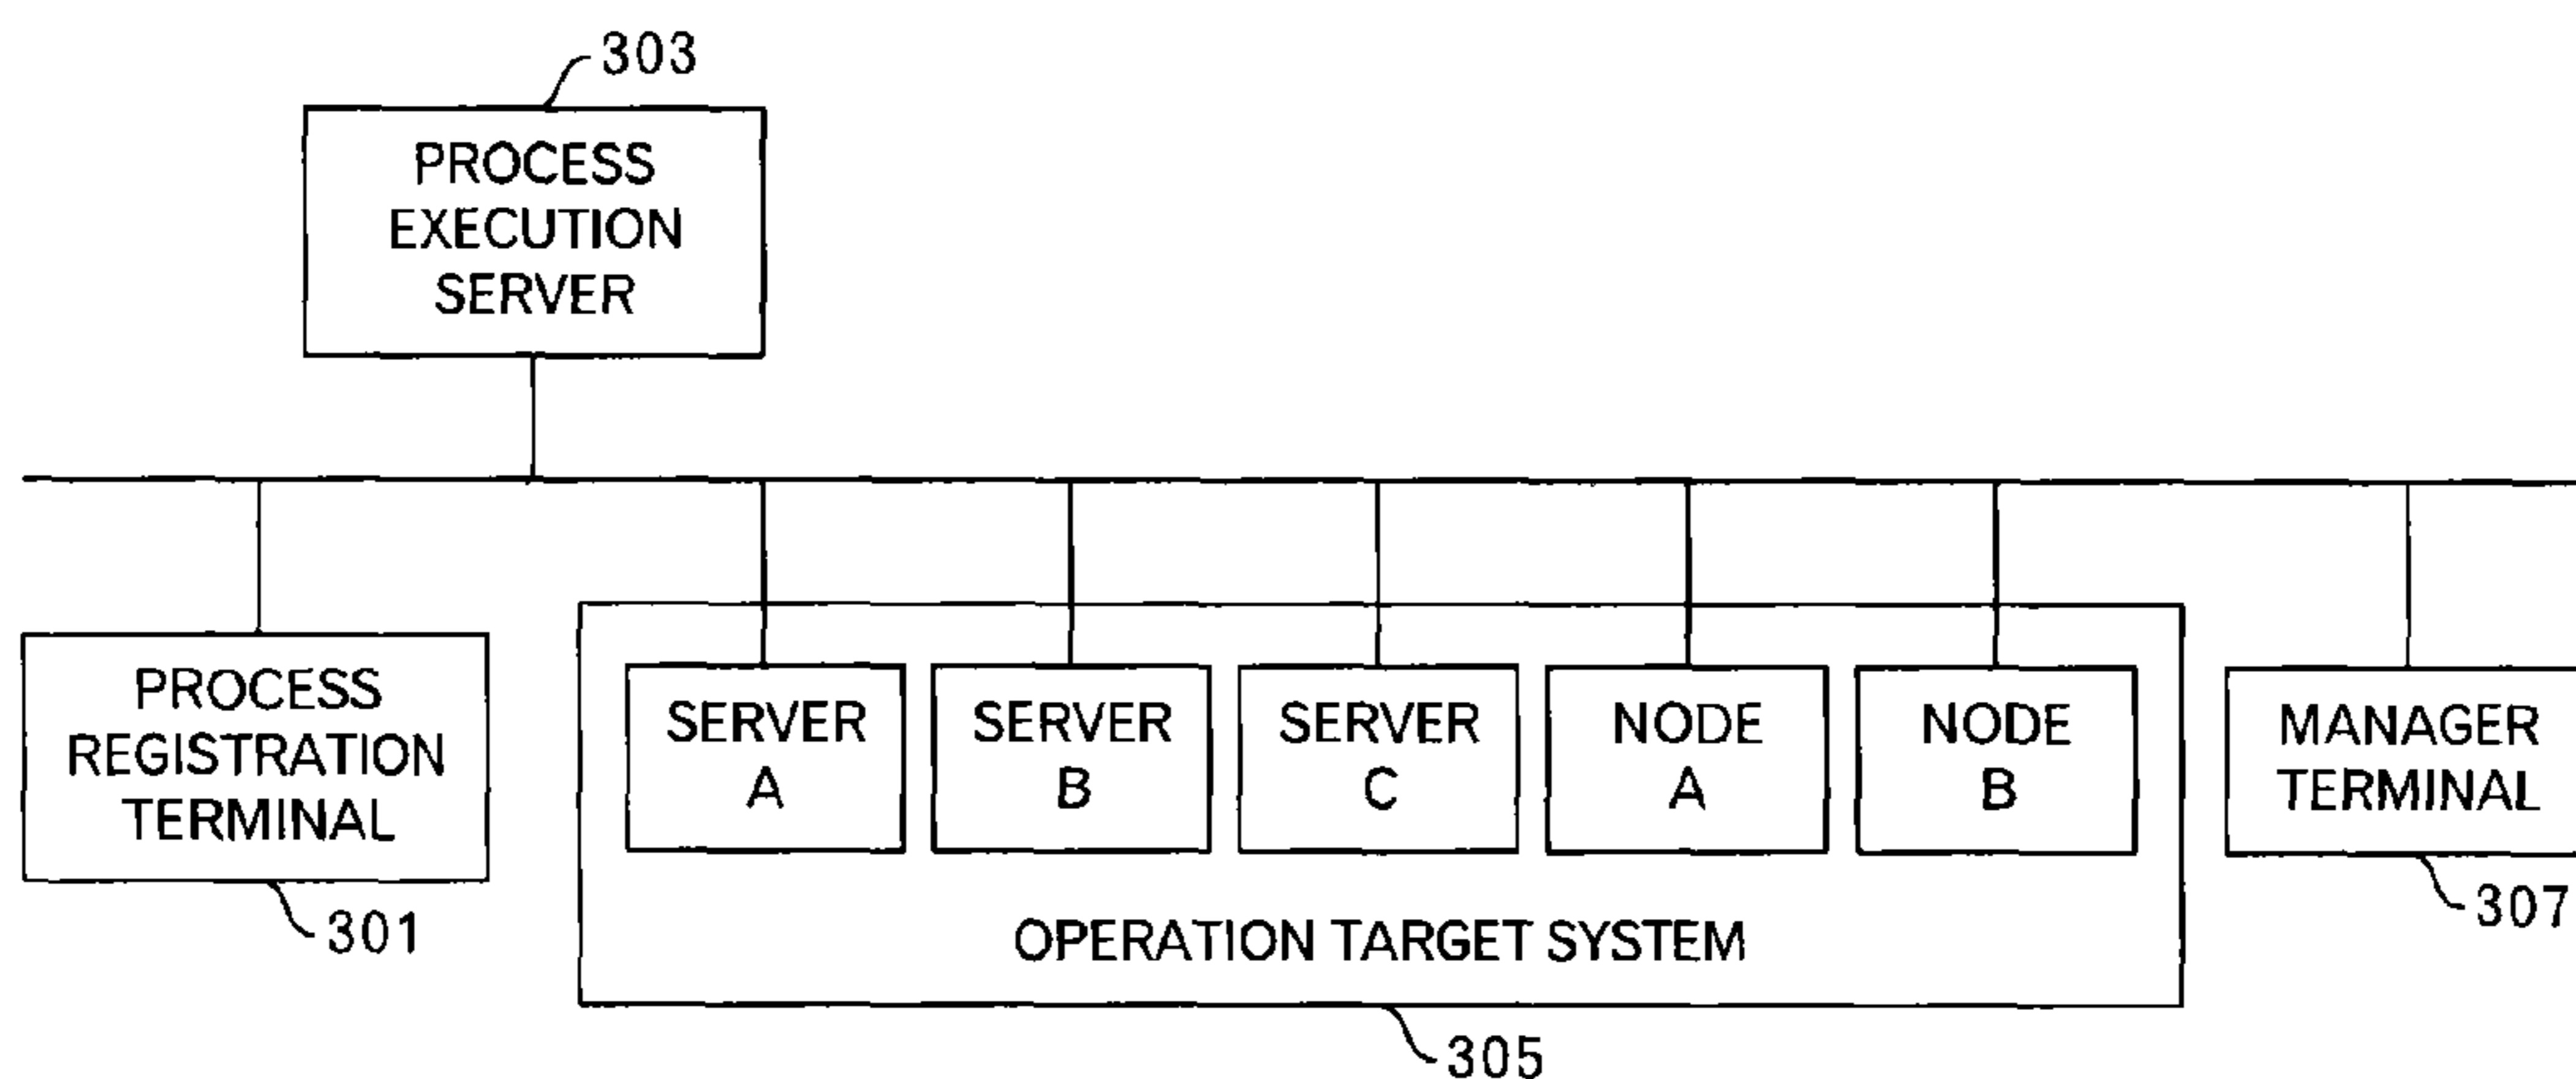 303
PROCESS
EXECUTION
SERVER
PROCESS
REGISTRATION
TERMINAL
301
SERVER
A
SERVER
B
SERVER
C
NODE
A
NODE
B
OPERATION TARGET SYSTEM
305
MANAGER
TERMINAL
307